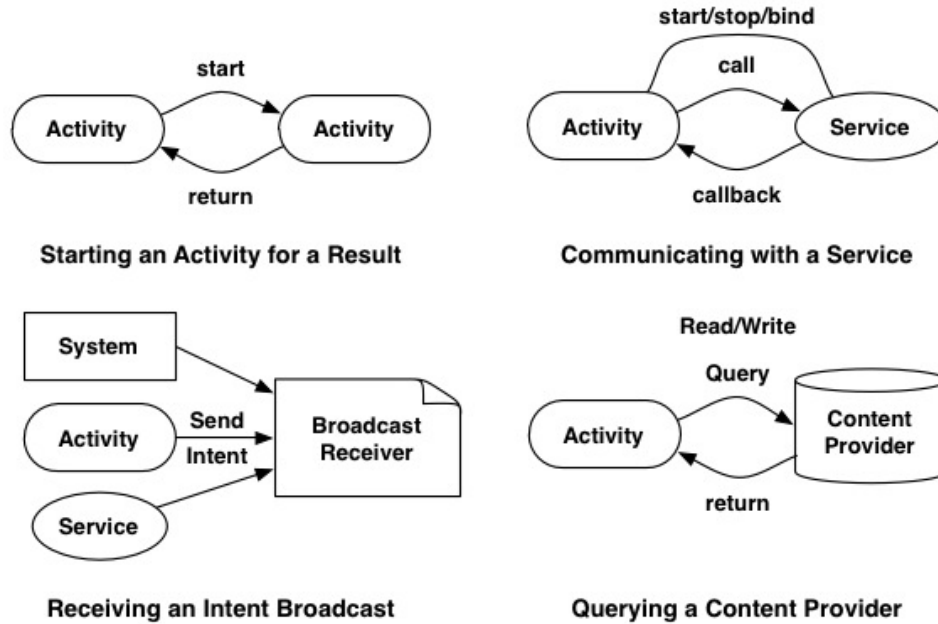 start
Activity
Activity
return
Starting an Activity for a Result
start/stop/bind
call
Activity
Service
callback
Communicating with a Service
System
Activity
Send
Intent
Service
Broadcast
Receiver
Receiving an Intent Broadcast
Read/Write
Query
Activity
Content
Provider
return
Querying a Content Provider